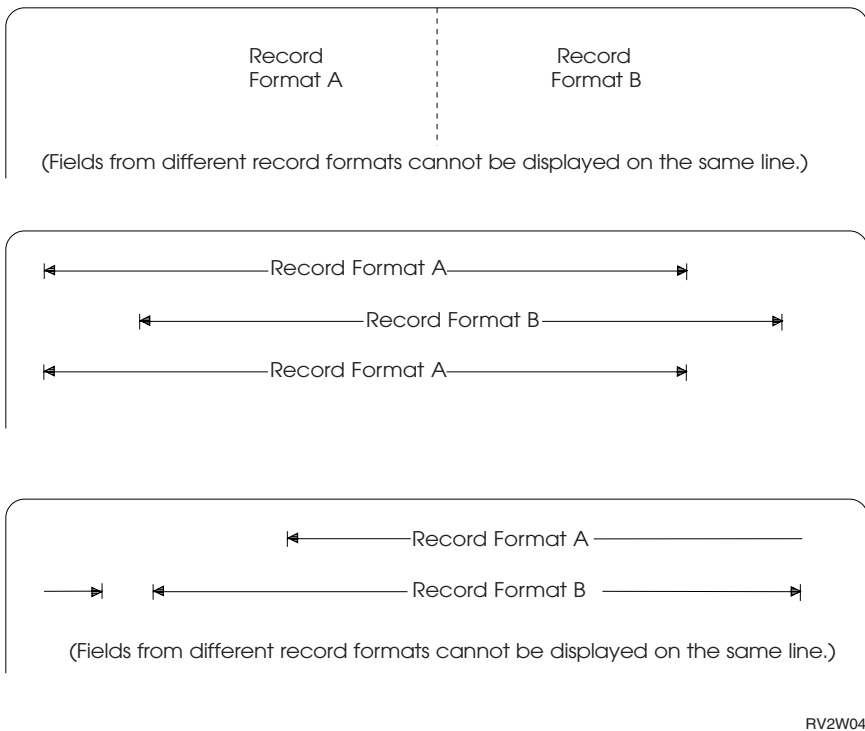 Record Record
Format A Format B
(Fields from different record formats cannot be displayed on the same line.)
Record Format A
Record Format B
Record Format A
Record Format A
Record Format B
(Fields from different record formats cannot be displayed on the same line.)
RV2W04